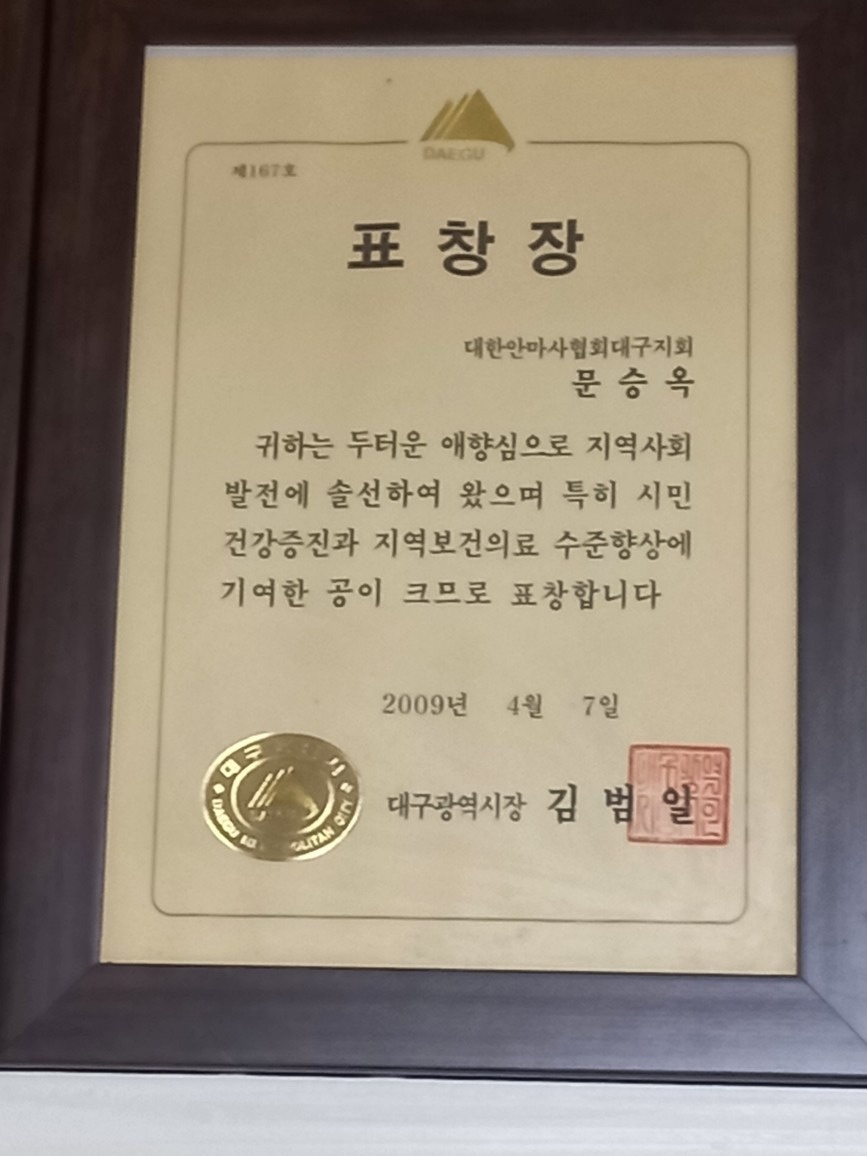 DAEGU
제167호
표 창 장
대한안마사협회대구지회
문 승 옥
귀하는 두터운 애향심으로 지역사회
발전에 솔선하여 왔으며 특히 시민
건강증진과 지역보건의료 수준향상에
기여한 공이 크므로 표창합니다
2009년 4월 7일
대구광역시장 김 범 일
대구
DAEGU
CITY